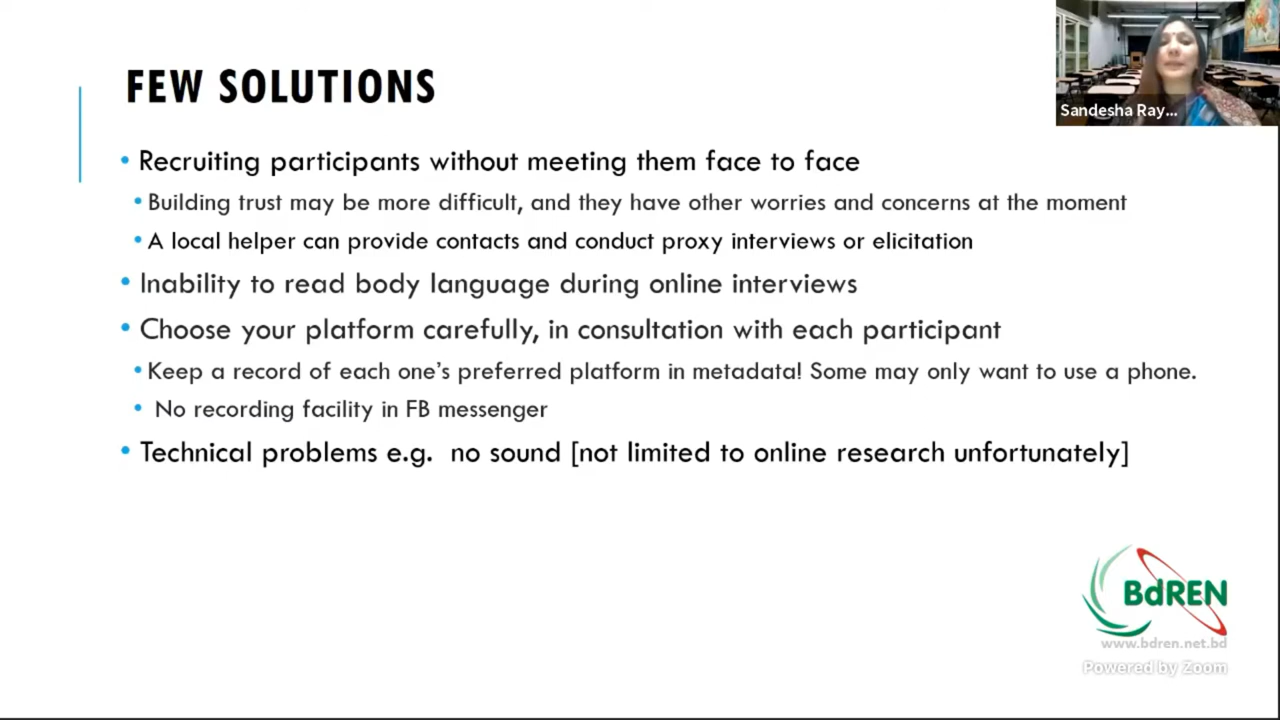 FEW SOLUTIONS
Sandesha Ray...
• Recruiting participants without meeting them face to face
• Building trust may be more difficult, and they have other worries and concerns at the moment
• A local helper can provide contacts and conduct proxy interviews or elicitation
• Inability to read body language during online interviews
• Choose your platform carefully, in consultation with each participant
• Keep a record of each one's preferred platform in metadata! Some may only want to use a phone.
• No recording facility in FB messenger
• Technical problems e.g. no sound [not limited to online research unfortunately]
BdREN
www.bdren.net.bd
Powered by Zoom